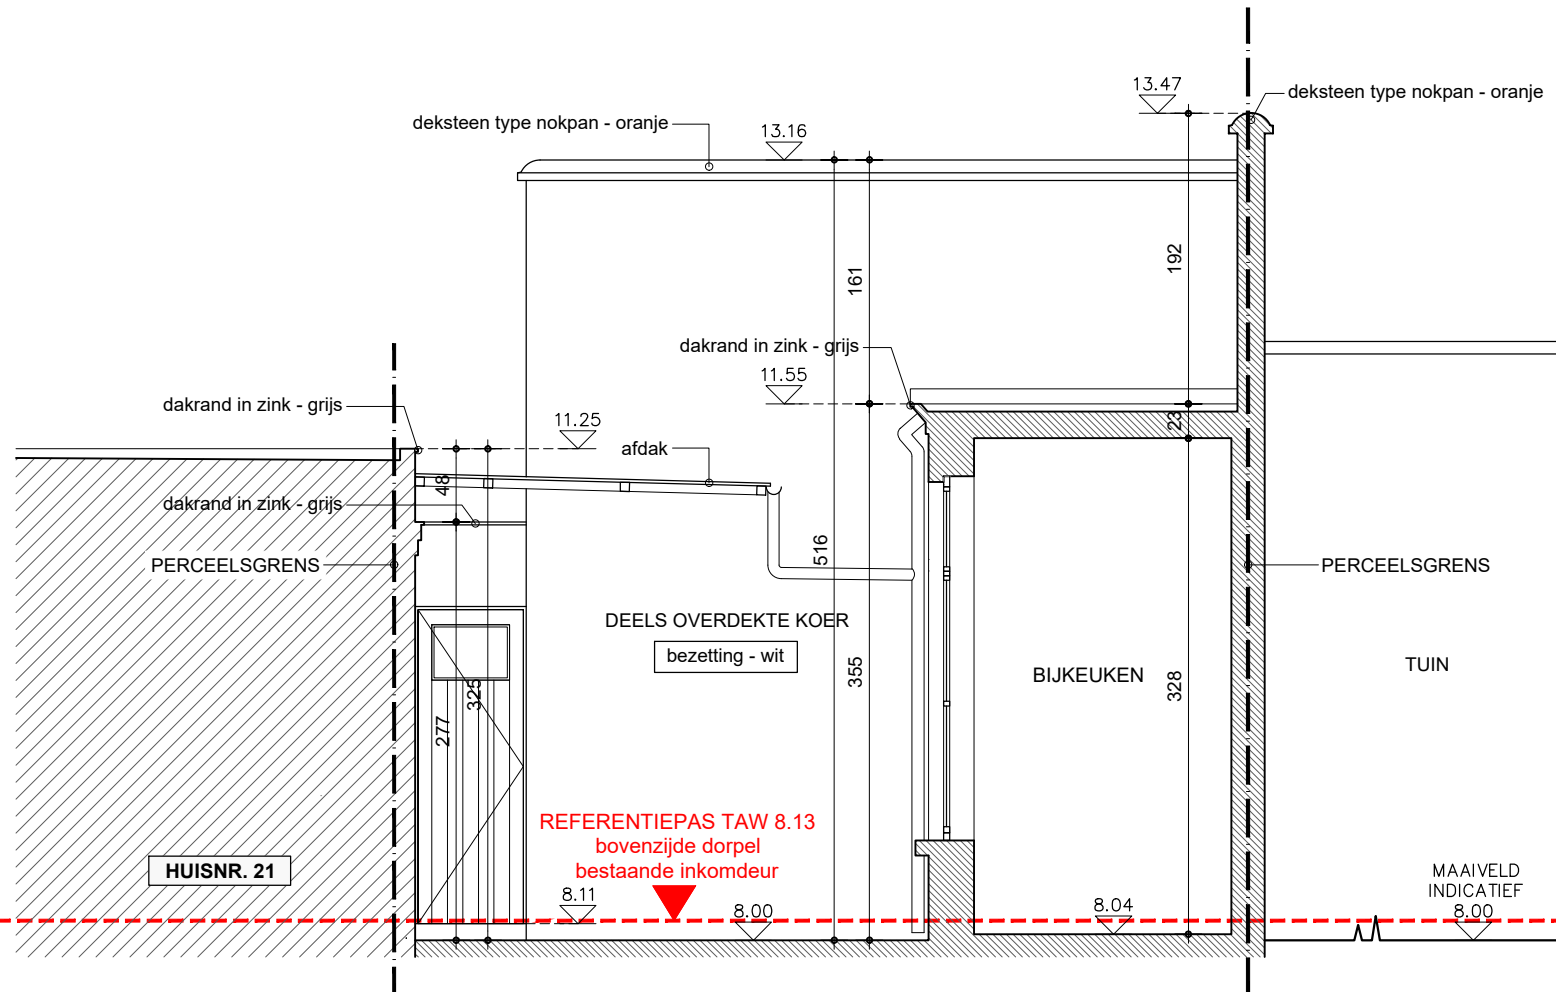 13.47
deksteen type nokpan - oranje
deksteen type nokpan - oranje
13.16
192
161
dakrand in zink - grijs
11.55
dakrand in zink - grijs
11.25
23
afdak
48
dakrand in zink - grijs
516
PERCEELSGRENS
PERCEELSGRENS
DEELS OVERDEKTE KOER
bezetting - wit
355
BIJKEUKEN
328
TUIN
325
277
REFERENTIEPAS TAW 8.13
bovenzijde dorpel
bestaande inkomdeur
HUISNR. 21
MAAIVELD
INDICATIEF
8.11
8.00
8.04
8.00